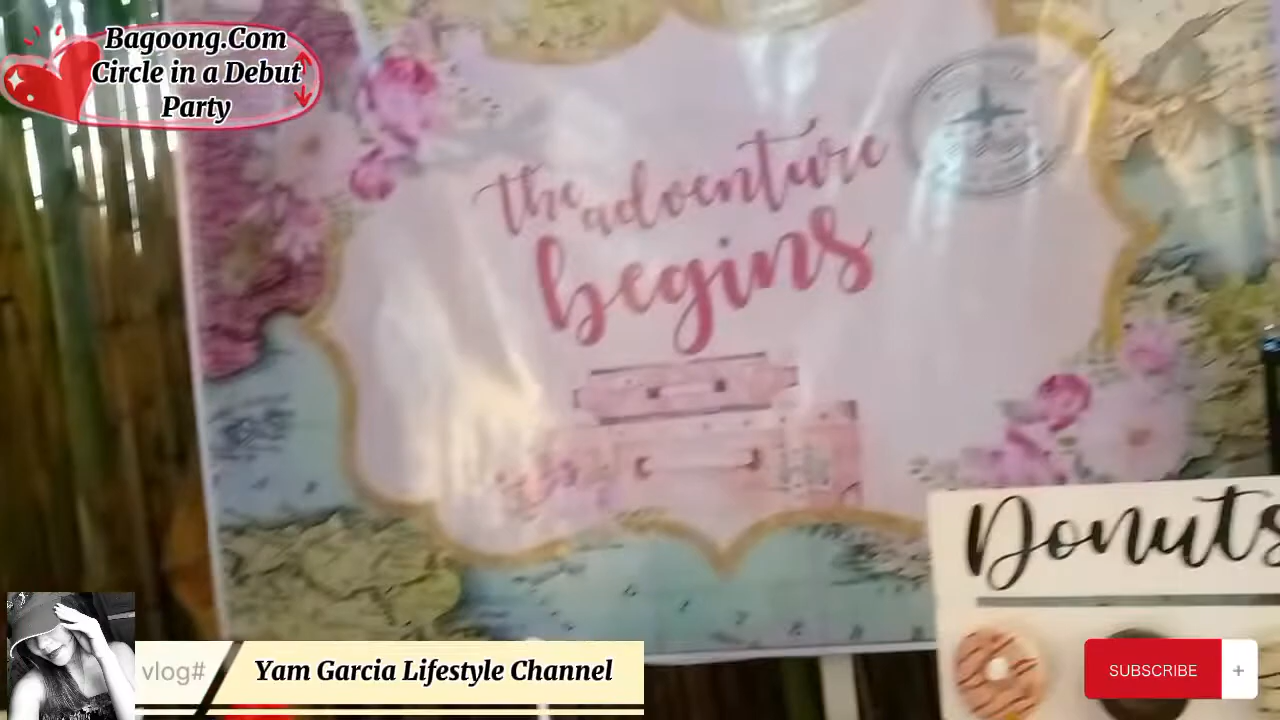 Bagoong.Com
Circle in a Debut
Party
the adventure
begins
Donuts
vlog#
Yam Garcia Lifestyle Channel
SUBSCRIBE
+